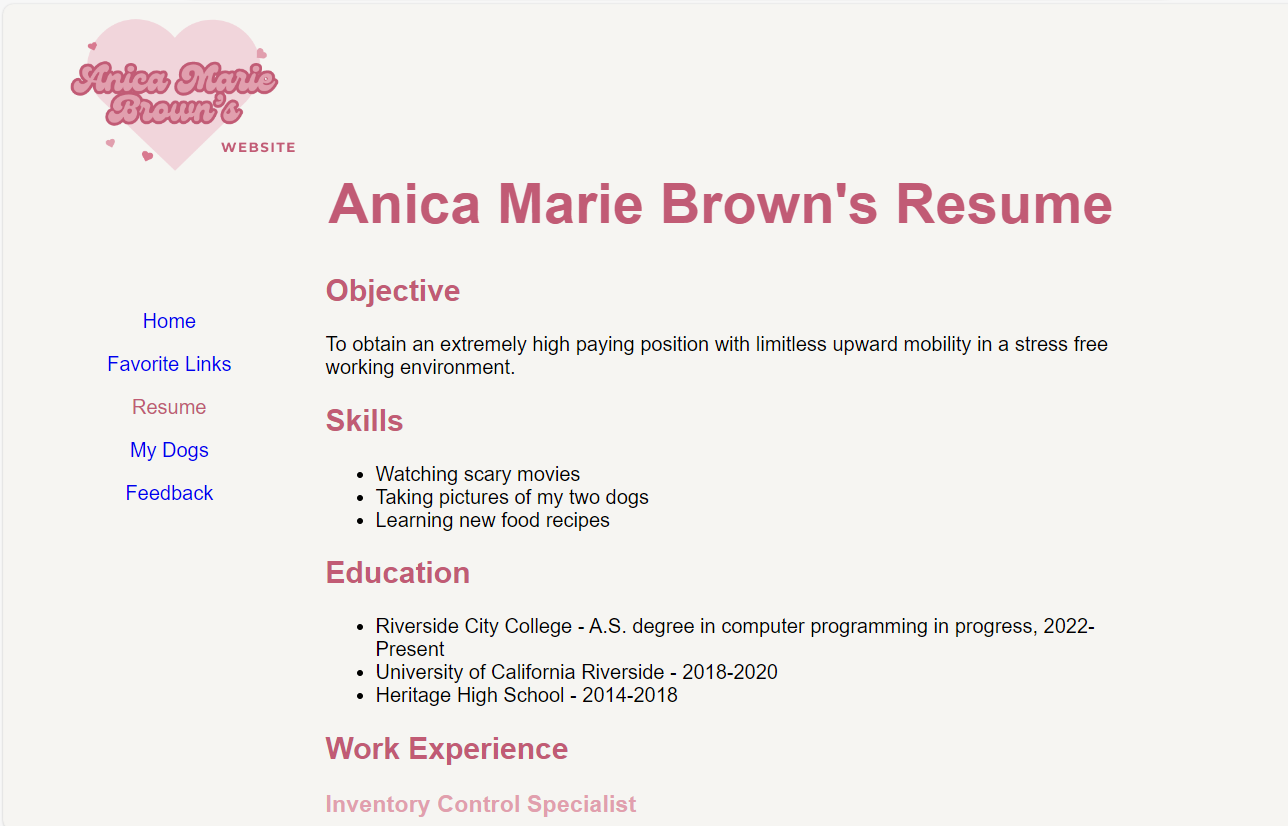 Anica Marie
Brown's
WEBSITE
Anica Marie Brown's Resume
Home
Favorite Links
Resume
My Dogs
Feedback
Objective
To obtain an extremely high paying position with limitless upward mobility in a stress free
working environment.
Skills
• Watching scary movies
• Taking pictures of my two dogs
• Learning new food recipes
Education
• Riverside City College - A.S. degree in computer programming in progress, 2022-
Present
• University of California Riverside - 2018-2020
• Heritage High School - 2014-2018
Work Experience
Inventory Control Specialist